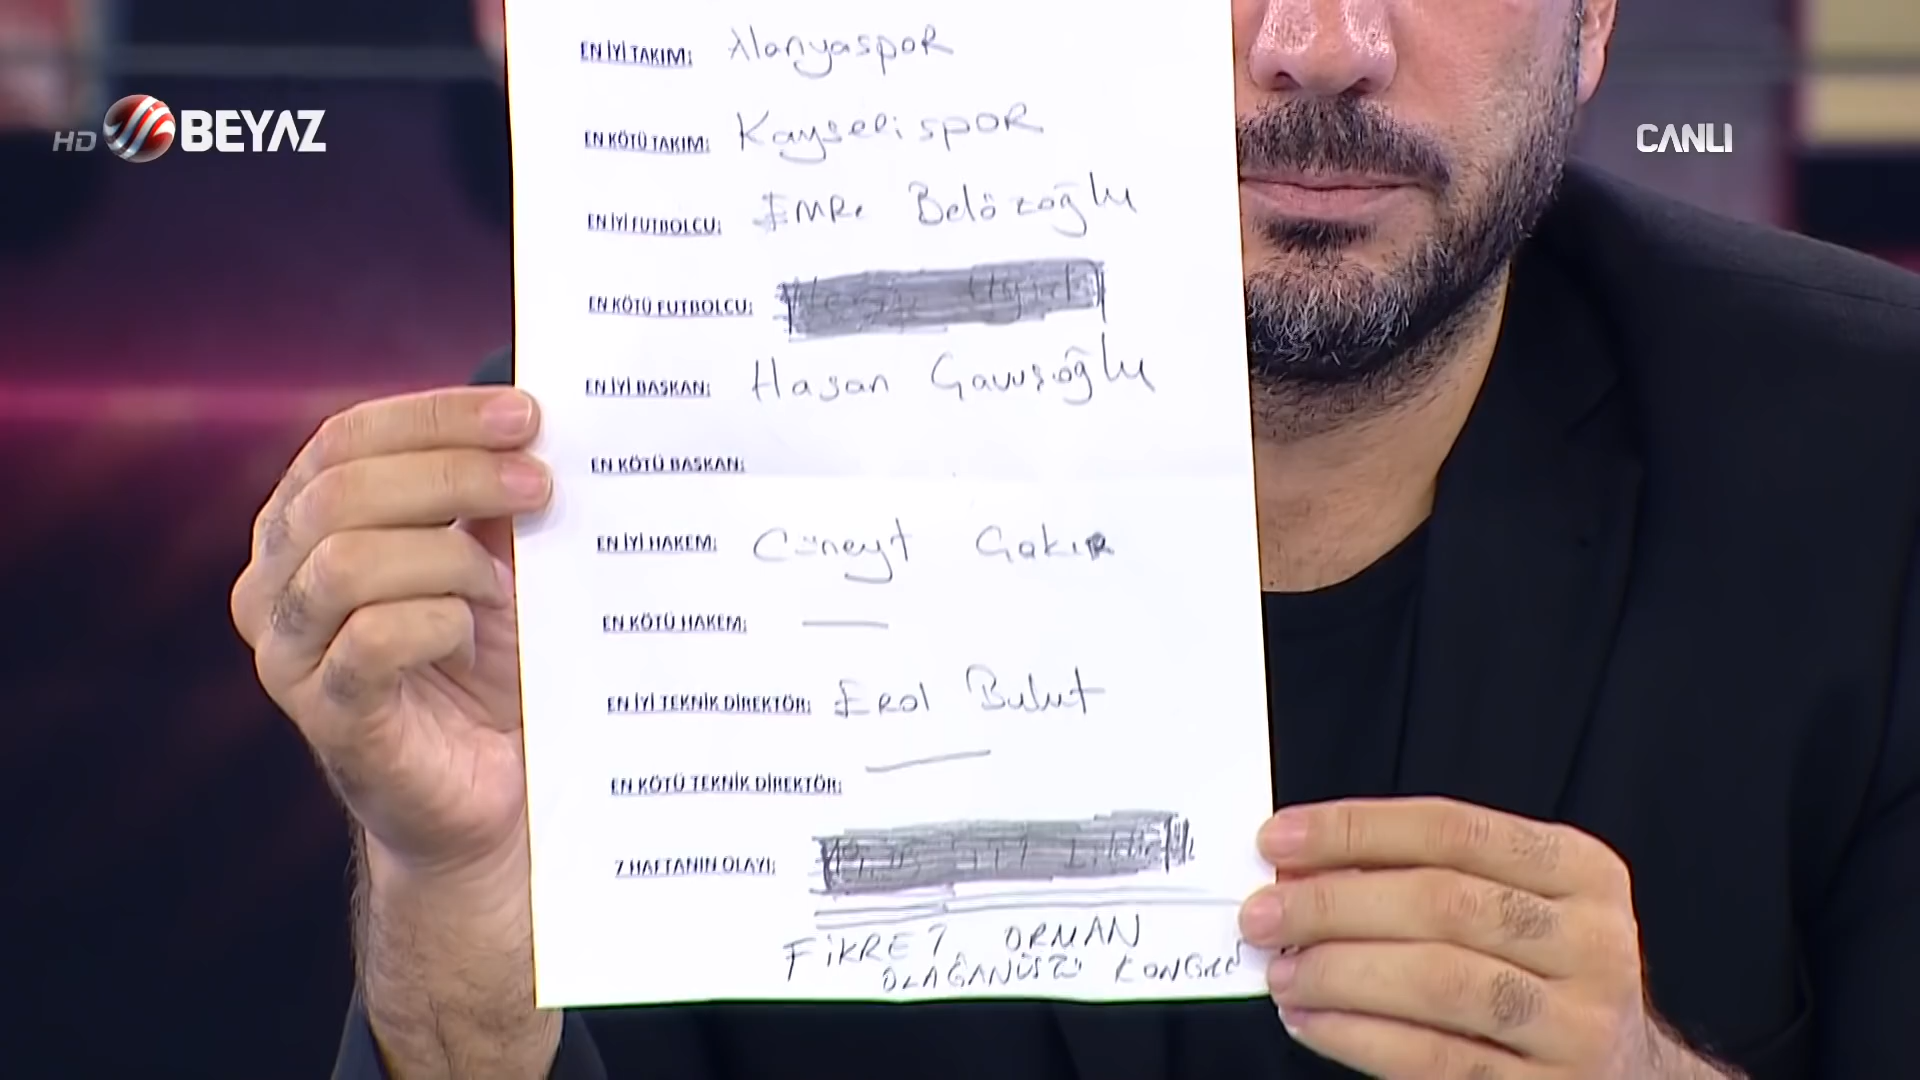 EN İYİ TAKIM: Alanyaspor
HD BEYAZ
CANLI
EN KÖTÜ TAKIM: Kayserispor
EN İYİ FUTBOLCU: EMRe Belözoğlu
EN KÖTÜ FUTBOLCU:
EN İYİ BAŞKAN: Hasan Çavuşoğlu
EN KÖTÜ BAŞKAN:
EN İYİ HAKEM: Cüneyt Çakır
EN KÖTÜ HAKEM: —
EN İYİ TEKNİK DİREKTÖR: Erol Bulut
EN KÖTÜ TEKNİK DİREKTÖR: —
7 HAFTANIN OLAYI:
FİKRET ORMAN
OLAĞANÜSTÜ KONGRE